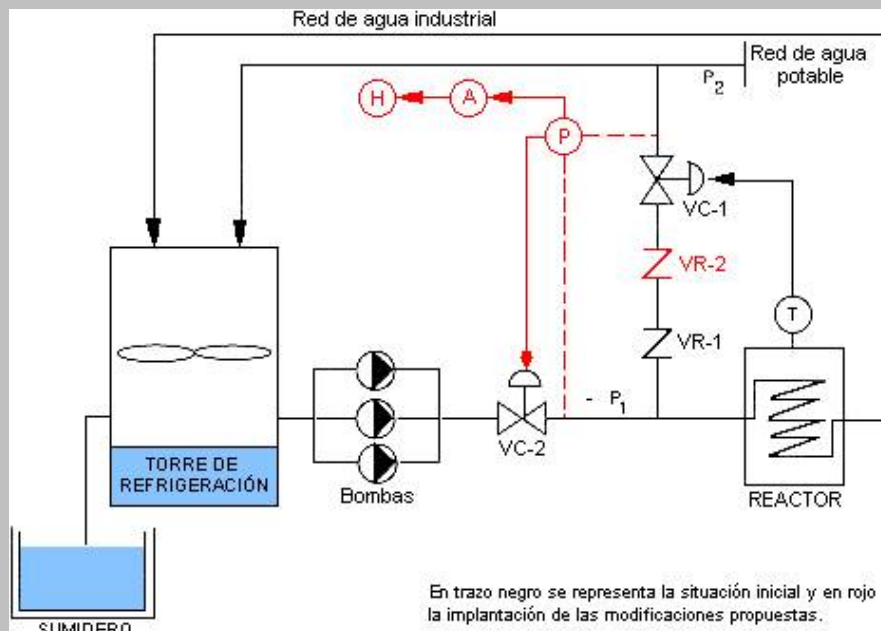 Red de agua industrial
Red de agua
potable
P2
H
A
P
VC-1
VR-2
T
VR-1
- P1
VC-2
TORRE DE
REFRIGERACIÓN
Bombas
REACTOR
En trazo negro se representa la situación inicial y en rojo
la implantación de las modificaciones propuestas.
SUMIDERO